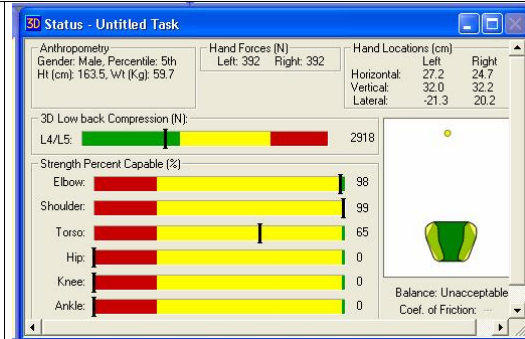 3D Status - Untitled Task
Anthropometry
Gender: Male, Percentile: 5th
Ht (cm): 163.5, Wt (Kg): 59.7
Hand Forces (N)
Left: 392 Right: 392
Hand Locations (cm)
Left Right
Horizontal: 27.2 24.7
Vertical: 32.0 32.2
Lateral: -21.3 20.2
3D Low back Compression (N):
L4/L5: 2918
Strength Percent Capable (%)
Elbow: 98
Shoulder: 99
Torso: 65
Hip: 0
Knee: 0
Ankle: 0
Balance: Unacceptable
Coef. of Friction: ---